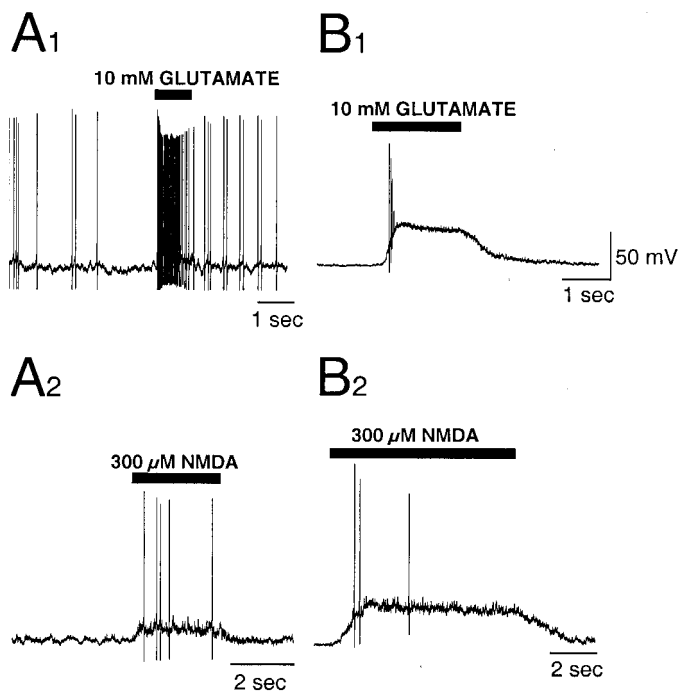 A1
B1
10 mM GLUTAMATE
10 mM GLUTAMATE
50 mV
1 sec
1 sec
A2
B2
300 µM NMDA
300 µM NMDA
2 sec
2 sec